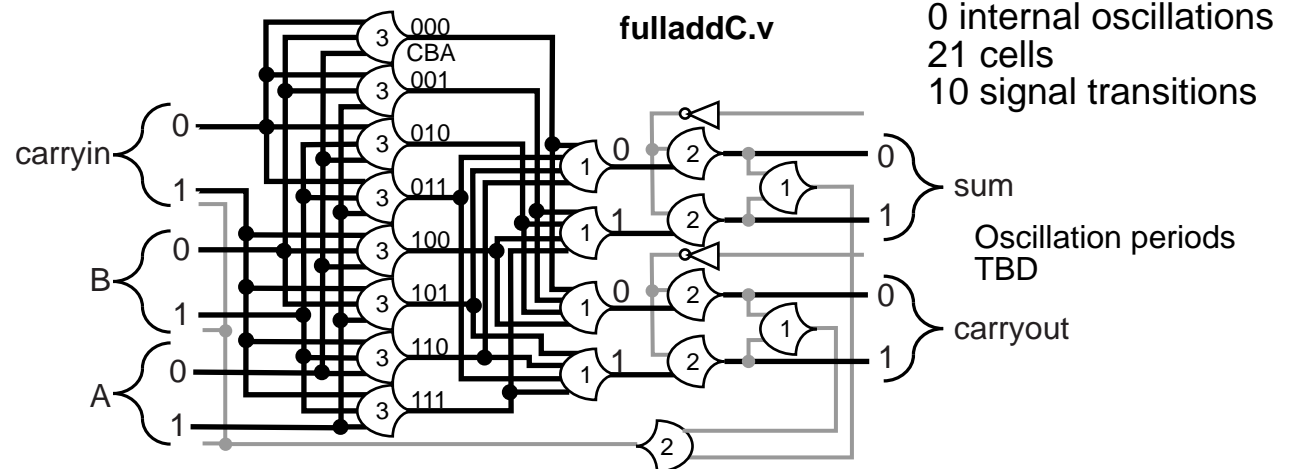 fulladdC.v
0 internal oscillations
21 cells
10 signal transitions
3 000
CBA
3 001
3 010
3 011
3 100
3 101
3 110
3 111
carryin
0
1
B
0
1
A
0
1
1 0
1 1
1 0
1 1
2
2
1
2
2
1
2
0
1
sum
Oscillation periods
TBD
0
1
carryout